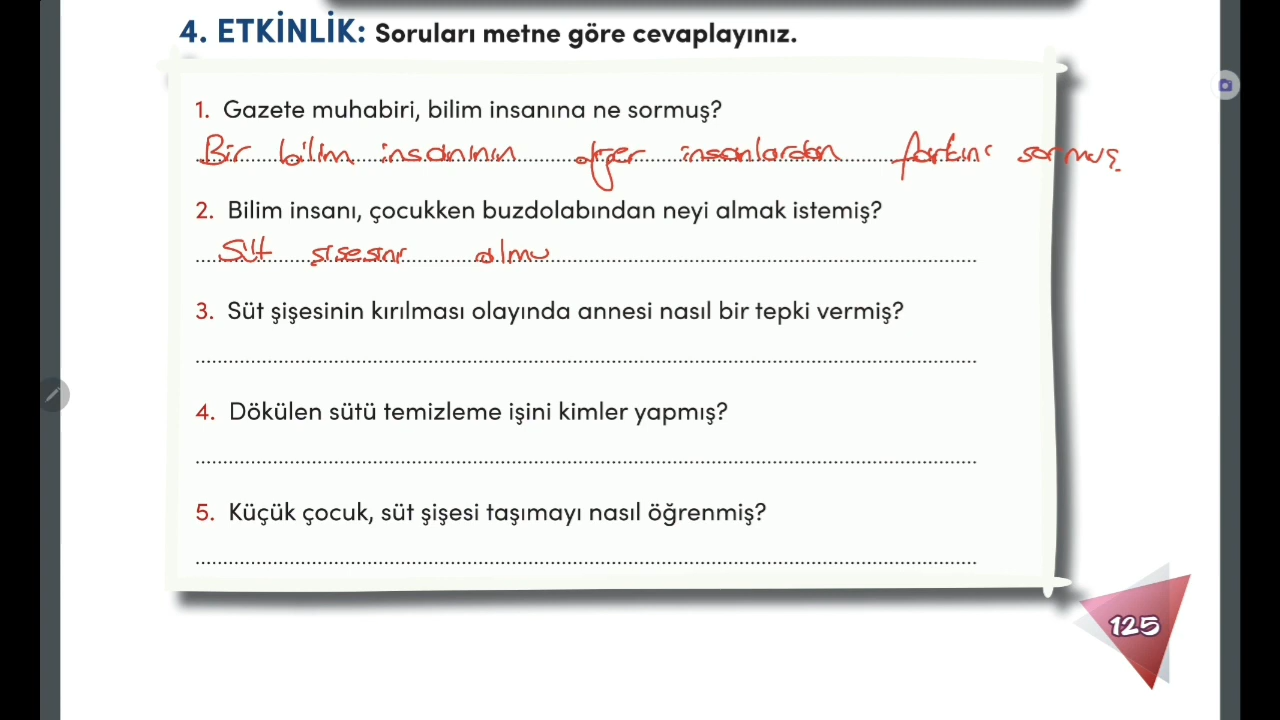 4. ETKİNLİK: Soruları metne göre cevaplayınız.
1. Gazete muhabiri, bilim insanına ne sormuş?
Bir bilim insanının diğer insanlardan farkını sormuş.
2. Bilim insanı, çocukken buzdolabından neyi almak istemiş?
Süt şişesini almu
3. Süt şişesinin kırılması olayında annesi nasıl bir tepki vermiş?
4. Dökülen sütü temizleme işini kimler yapmış?
5. Küçük çocuk, süt şişesi taşımayı nasıl öğrenmiş?
125